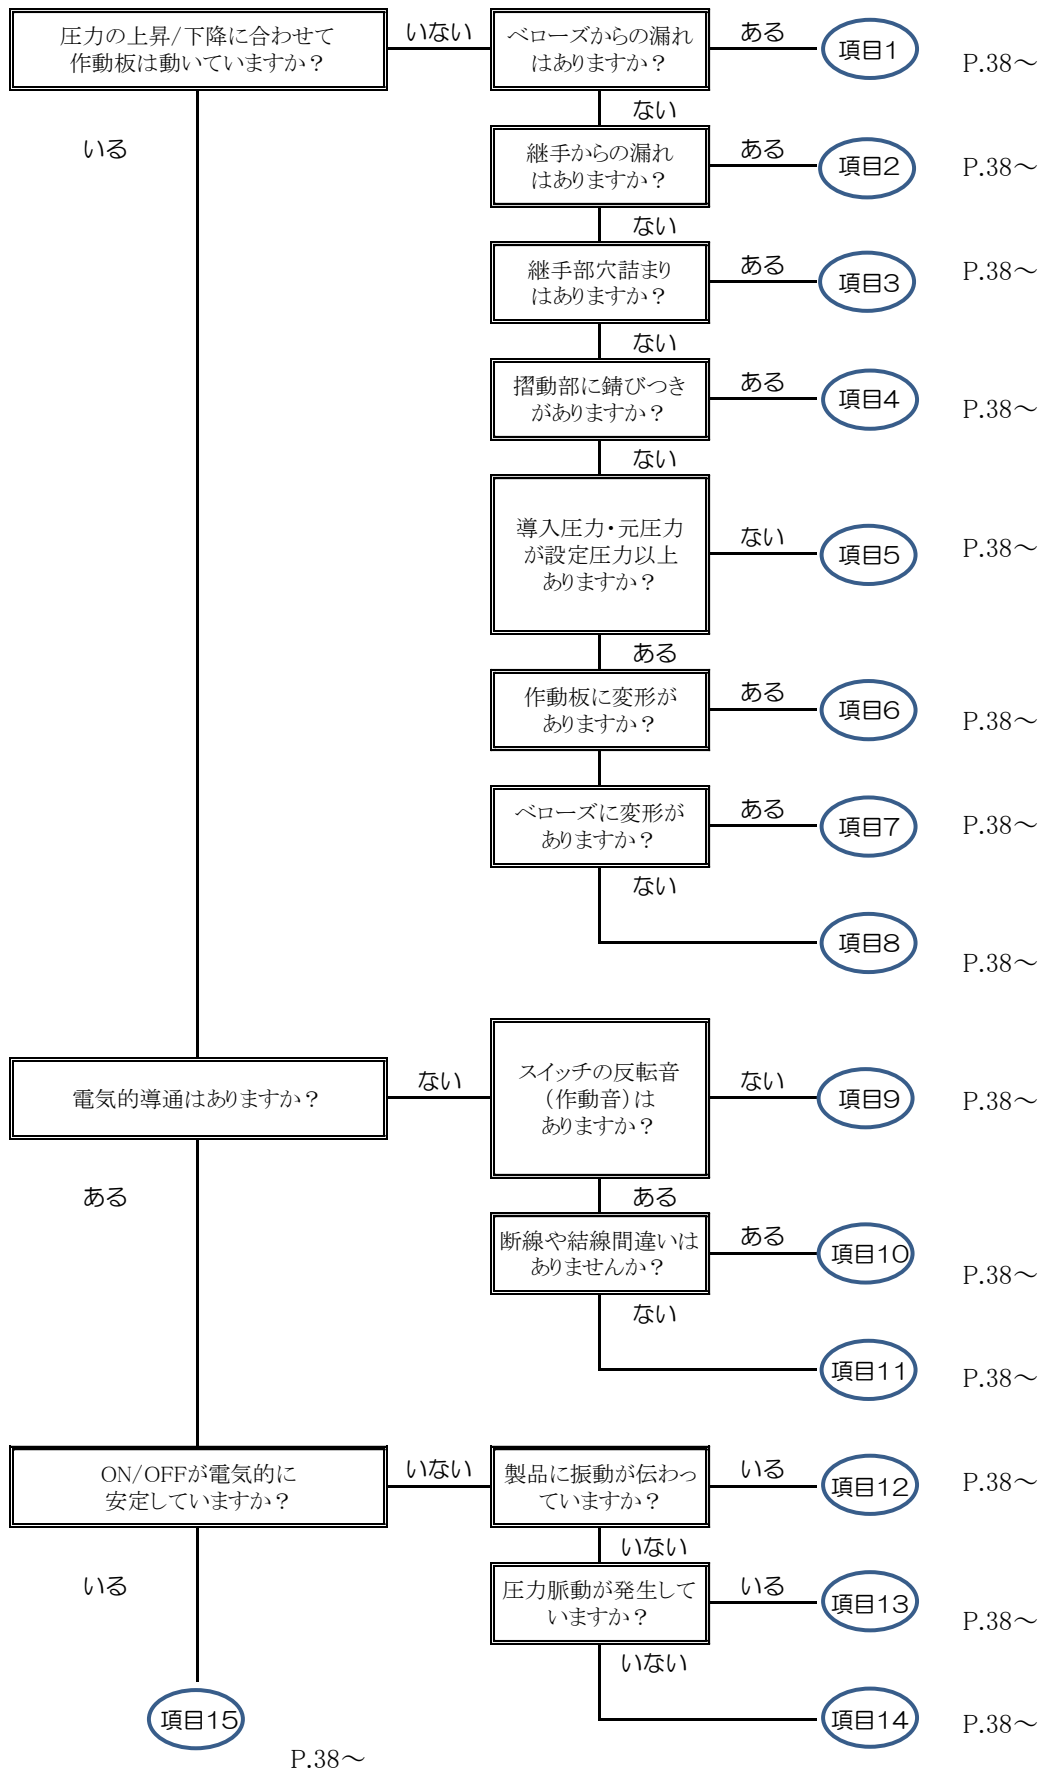 圧力の上昇/下降に合わせて
作動板は動いていますか？
いない
ベローズからの漏れ
はありますか？
ある
項目1
P.38～
ない
いる
継手からの漏れ
はありますか？
ある
項目2
P.38～
ない
継手部穴詰まり
はありますか？
ある
項目3
P.38～
ない
摺動部に錆びつき
がありますか？
ある
項目4
P.38～
ない
導入圧力・元圧力
が設定圧力以上
ありますか？
ない
項目5
P.38～
ある
作動板に変形が
ありますか？
ある
項目6
P.38～
ベローズに変形が
ありますか？
ある
項目7
P.38～
ない
項目8
P.38～
電気的導通はありますか？
ない
スイッチの反転音
（作動音）は
ありますか？
ない
項目9
P.38～
ある
ある
断線や結線間違いは
ありませんか？
ある
項目10
P.38～
ない
項目11
P.38～
ON/OFFが電気的に
安定していますか？
いない
製品に振動が伝わっ
ていますか？
いる
項目12
P.38～
いない
いる
圧力脈動が発生して
いますか？
いる
項目13
P.38～
いない
項目14
P.38～
項目15
P.38～